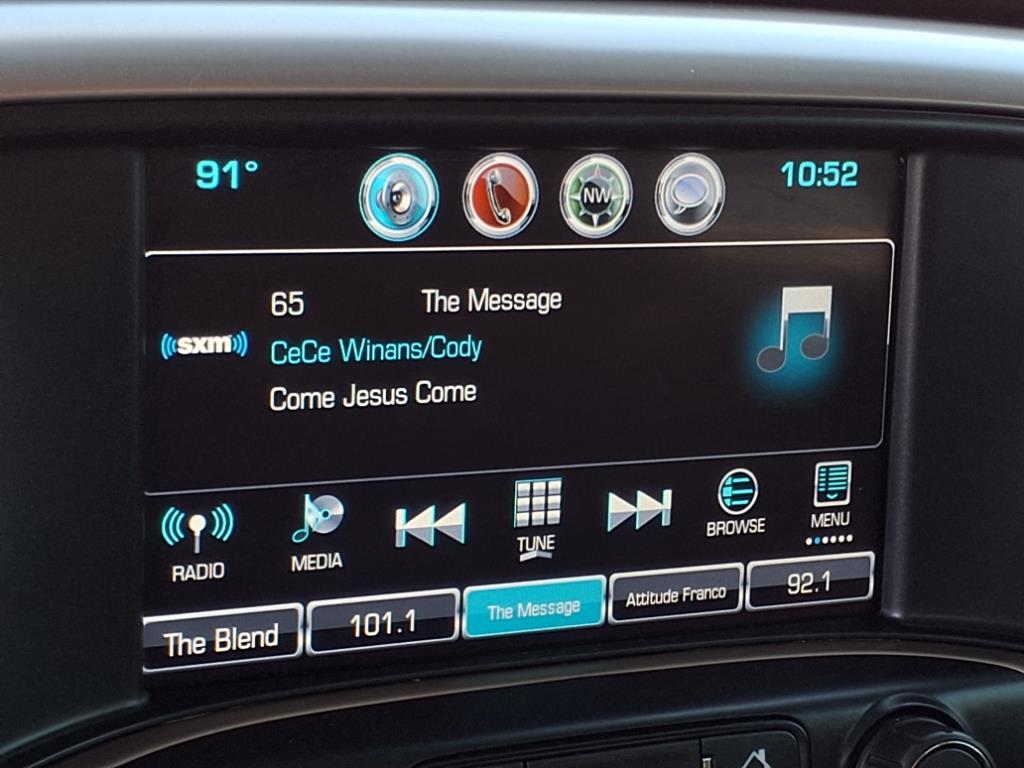 91° 10:52
NW
65 The Message
sxm
CeCe Winans/Cody
Come Jesus Come
RADIO MEDIA TUNE BROWSE MENU
The Blend 101.1 The Message Attitude Franco 92.1